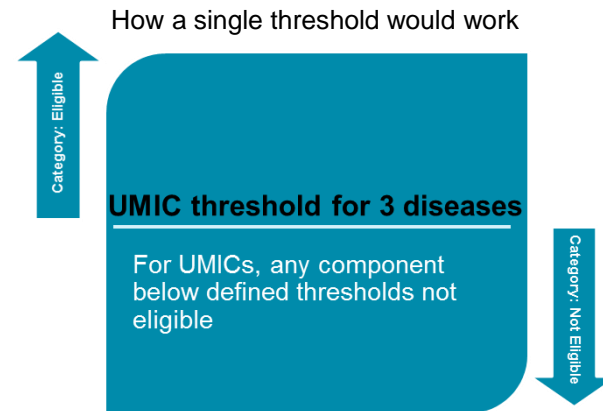 How a single threshold would work
Category: Eligible
UMIC threshold for 3 diseases
For UMICs, any component
below defined thresholds not
eligible
Category: Not Eligible